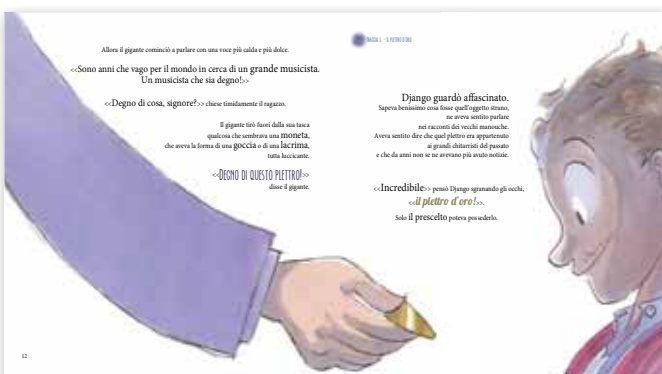 Allora il gigante cominciò a parlare con una voce più calda e più dolce.
<<Sono anni che vago per il mondo in cerca di un grande musicista.
Un musicista che sia degno!>>
<<Degno di cosa, signore?>> chiese timidamente il ragazzo.
Il gigante tirò fuori dalla sua tasca
qualcosa che sembrava una moneta,
che aveva la forma di una goccia o di una lacrima,
tutta luccicante.
<<DEGNO DI QUESTO PLETTRO!>>
disse il gigante.
12
TRACCIA 3 - IL PLETTRO D'ORO
Django guardò affascinato.
Sapeva benissimo cosa fosse quell'oggetto strano,
ne aveva sentito parlare
nei racconti dei vecchi manouche.
Aveva sentito dire che quel plettro era appartenuto
ai grandi chitarristi del passato
e che da anni non se ne avevano più avuto notizie.
<<Incredibile>> pensò Django sgranando gli occhi,
<<il plettro d'oro!>>.
Solo il prescelto poteva possederlo.